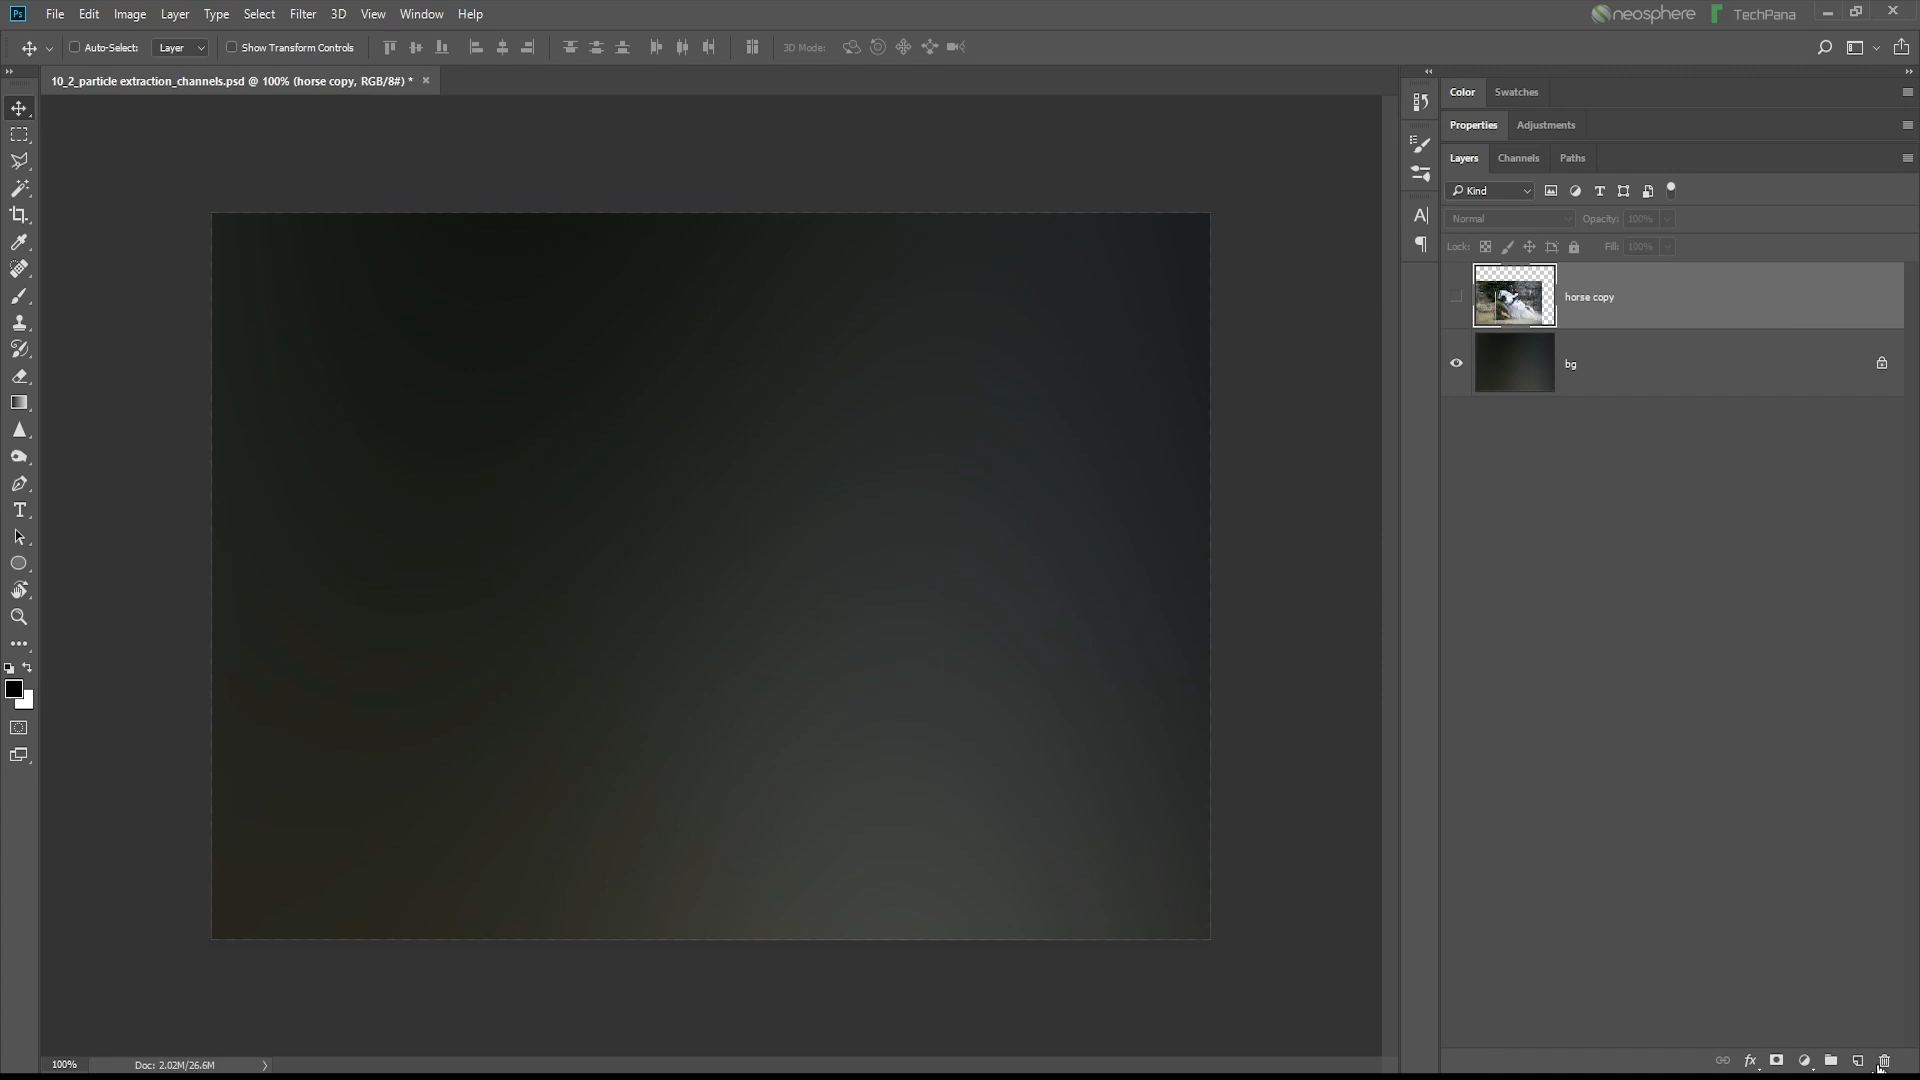 Ps File Edit Image Layer Type Select Filter 3D View Window Help neosphere TechPana
Auto-Select: Layer Show Transform Controls 3D Mode:
10_2_particle extraction_channels.psd @ 100% (horse copy, RGB/8#) * ×
Color Swatches
Properties Adjustments
Layers Channels Paths
Kind
Normal Opacity: 100%
Lock: Fill: 100%
horse copy
bg
100% Doc: 2.02M/26.6M
fx